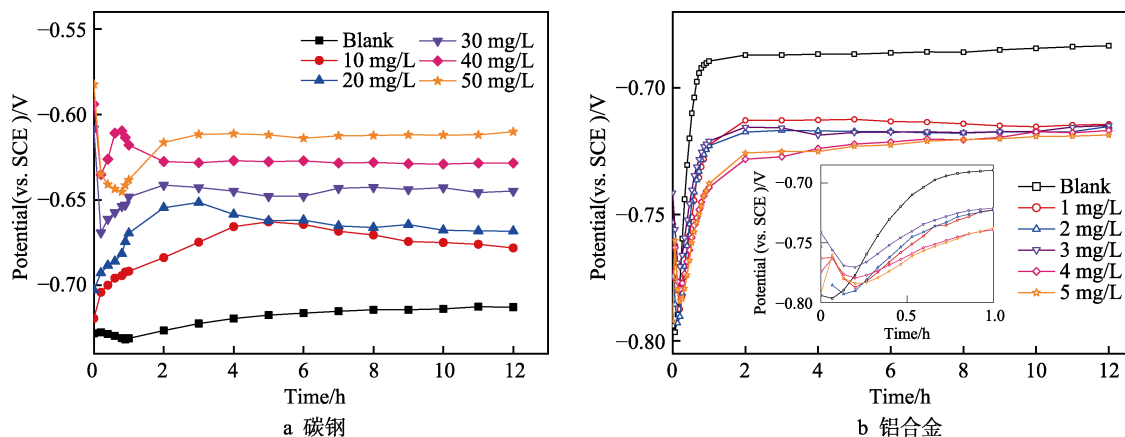 −0.55
−0.60
−0.65
−0.70
Potential(vs. SCE )/V
Blank
10 mg/L
20 mg/L
30 mg/L
40 mg/L
50 mg/L
0 2 4 6 8 10 12
Time/h
a 碳钢
−0.70
−0.75
−0.80
Potential(vs. SCE )/V
Blank
1 mg/L
2 mg/L
3 mg/L
4 mg/L
5 mg/L
−0.70
−0.75
−0.80
Potential (vs. SCE )/V
0 0.5 1.0
Time/h
0 2 4 6 8 10 12
Time/h
b 铝合金